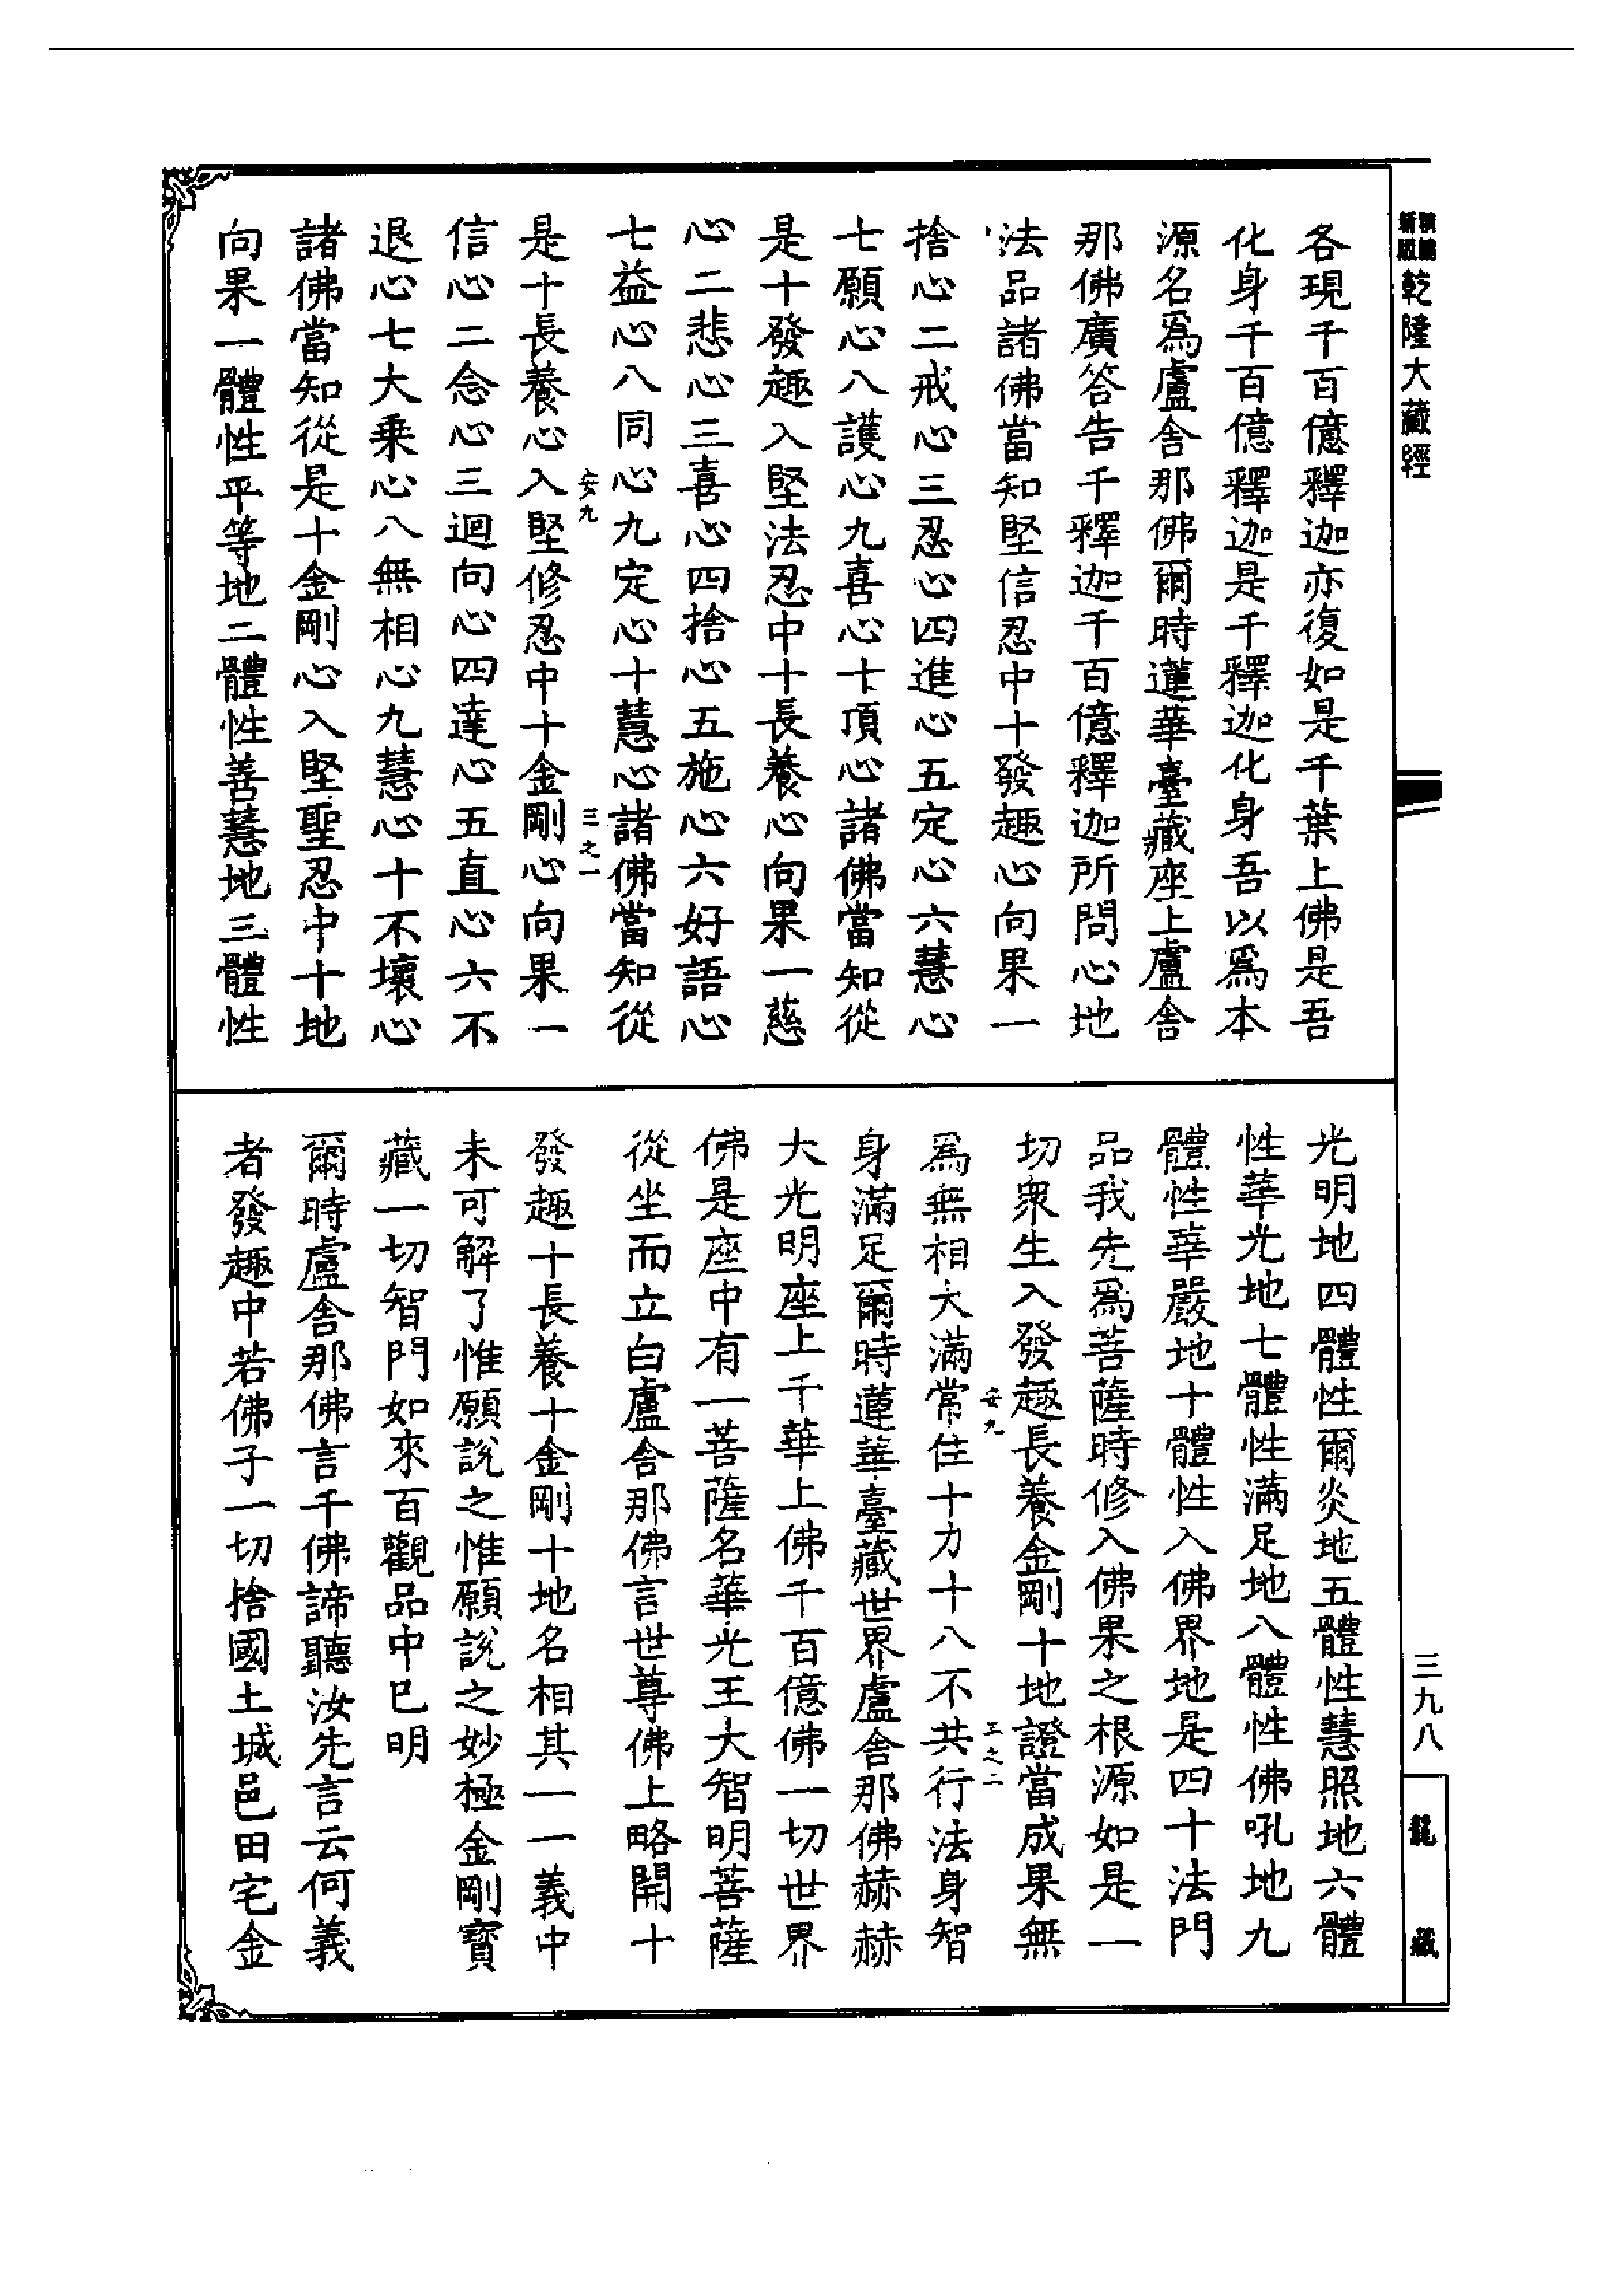 乾隆大藏經
各現千百億釋迦亦復如是千葉上佛是吾
化身千百億釋迦是千釋迦化身吾以為本
源名為盧舍那佛爾時蓮華臺藏座上盧舍
那佛廣答告千釋迦千百億釋迦所問心地
法品諸佛當知堅信忍中十發趣心向果一
捨心二戒心三忍心四進心五定心六慧心
七願心八護心九喜心十頂心諸佛當知從
是十發趣入堅法忍中十長養心向果一慈
心二悲心三喜心四捨心五施心六好語心
七益心八同心九定心十慧心諸佛當知從
安九 三之一
是十長養心入堅修忍中十金剛心向果一
信心二念心三迴向心四達心五直心六不
退心七大乘心八無相心九慧心十不壞心
諸佛當知從是十金剛心入堅聖忍中十地
向果一體性平等地二體性善慧地三體性
光明地四體性爾炎地五體性慧照地六體
性華光地七體性滿足地八體性佛吼地九
體性華嚴地十體性入佛界地是四十法門
品我先為菩薩時修入佛果之根源如是一
切眾生入發趣長養金剛十地證當成果無
安九 三之二
為無相大滿常住十力十八不共行法身智
身滿足爾時蓮華臺藏世界盧舍那佛赫赫
大光明座上千華上佛千百億佛一切世界
佛是座中有一菩薩名華光王大智明菩薩
從坐而立白盧舍那佛言世尊佛上略開十
發趣十長養十金剛十地名相其一一義中
未可解了惟願說之惟願說之妙極金剛寶
藏一切智門如來百觀品中已明
爾時盧舍那佛言千佛諦聽汝先言云何義
者發趣中若佛子一切捨國土城邑田宅金
三九八
龍藏